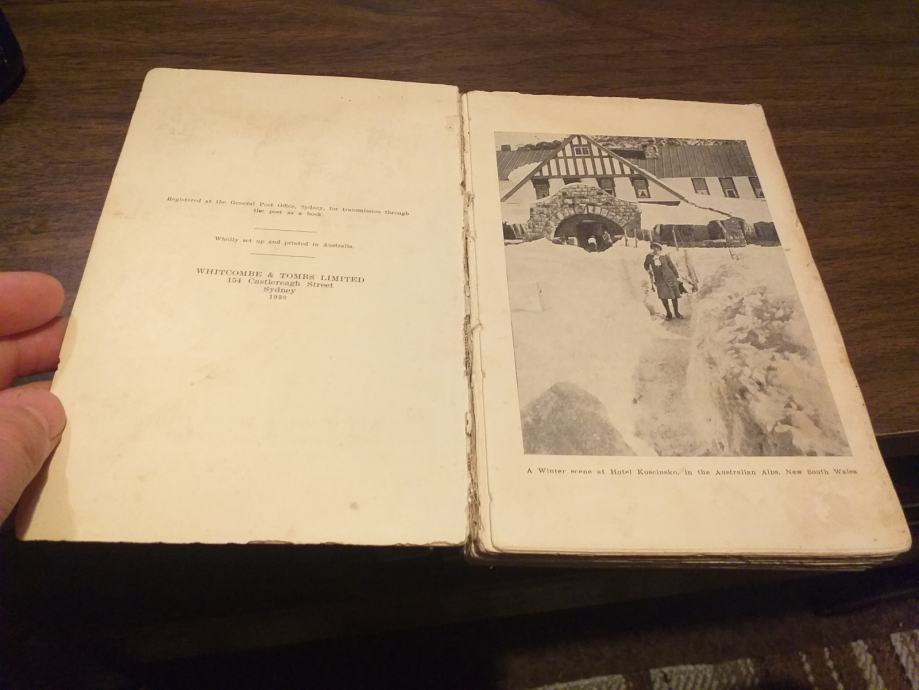 Registered at the General Post Office, Sydney, for transmission through
the post as a book.
Wholly set up and printed in Australia.
WHITCOMBE & TOMBS LIMITED
154 Castlereagh Street
Sydney
A Winter scene at Hotel Kosciusko, in the Australian Alps, New South Wales